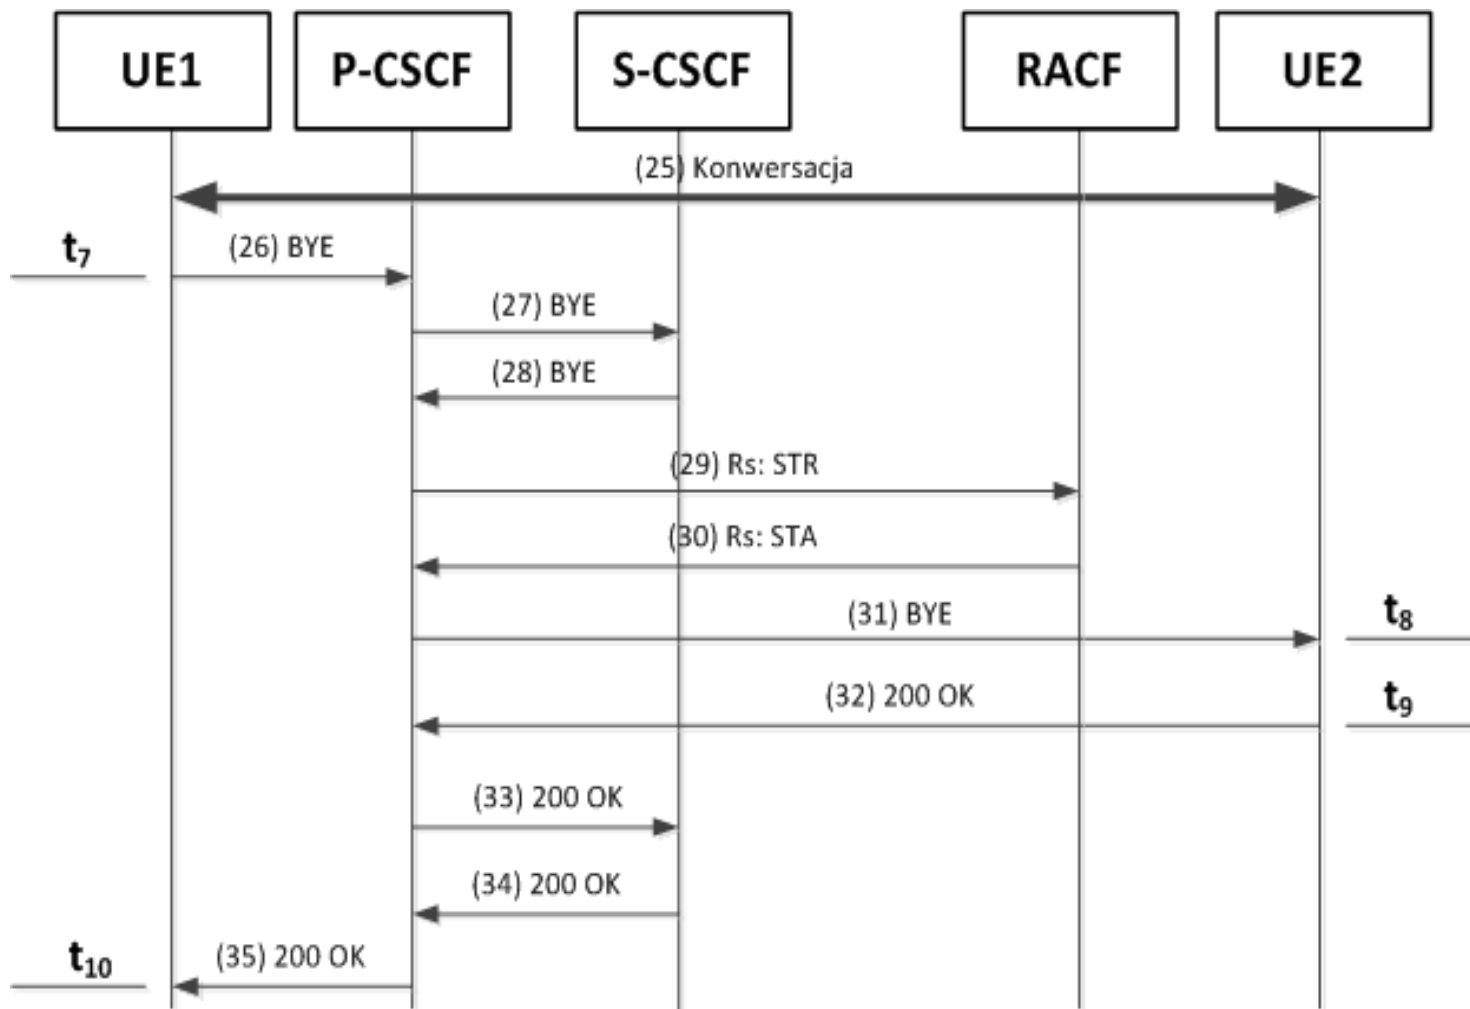 UE1 P-CSCF S-CSCF RACF UE2
(25) Konwersacja
t₇ (26) BYE
(27) BYE
(28) BYE
(29) Rs: STR
(30) Rs: STA
(31) BYE t₈
(32) 200 OK t₉
(33) 200 OK
(34) 200 OK
t₁₀ (35) 200 OK